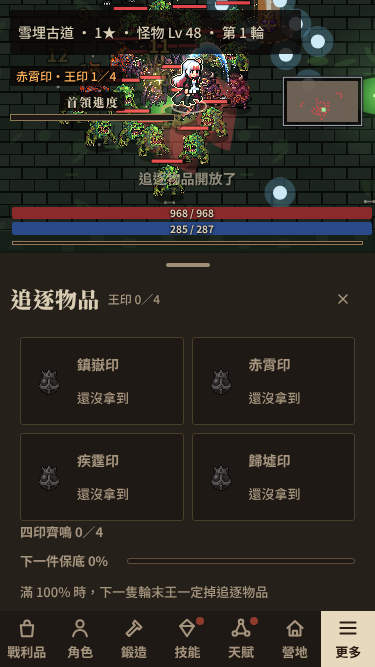 雪埋古道 • 1★ • 怪物 Lv 48 • 第 1 輪
赤霄印・王印 1／4
首領進度
追逐物品開放了
968 / 968
285 / 287
追逐物品 王印 0／4 ×
鎮嶽印
還沒拿到
赤霄印
還沒拿到
疾霆印
還沒拿到
歸墟印
還沒拿到
四印齊鳴 0／4
下一件保底 0%
滿 100% 時，下一隻輪末王一定掉追逐物品
戰利品 角色 鍛造 技能 天賦 營地 更多